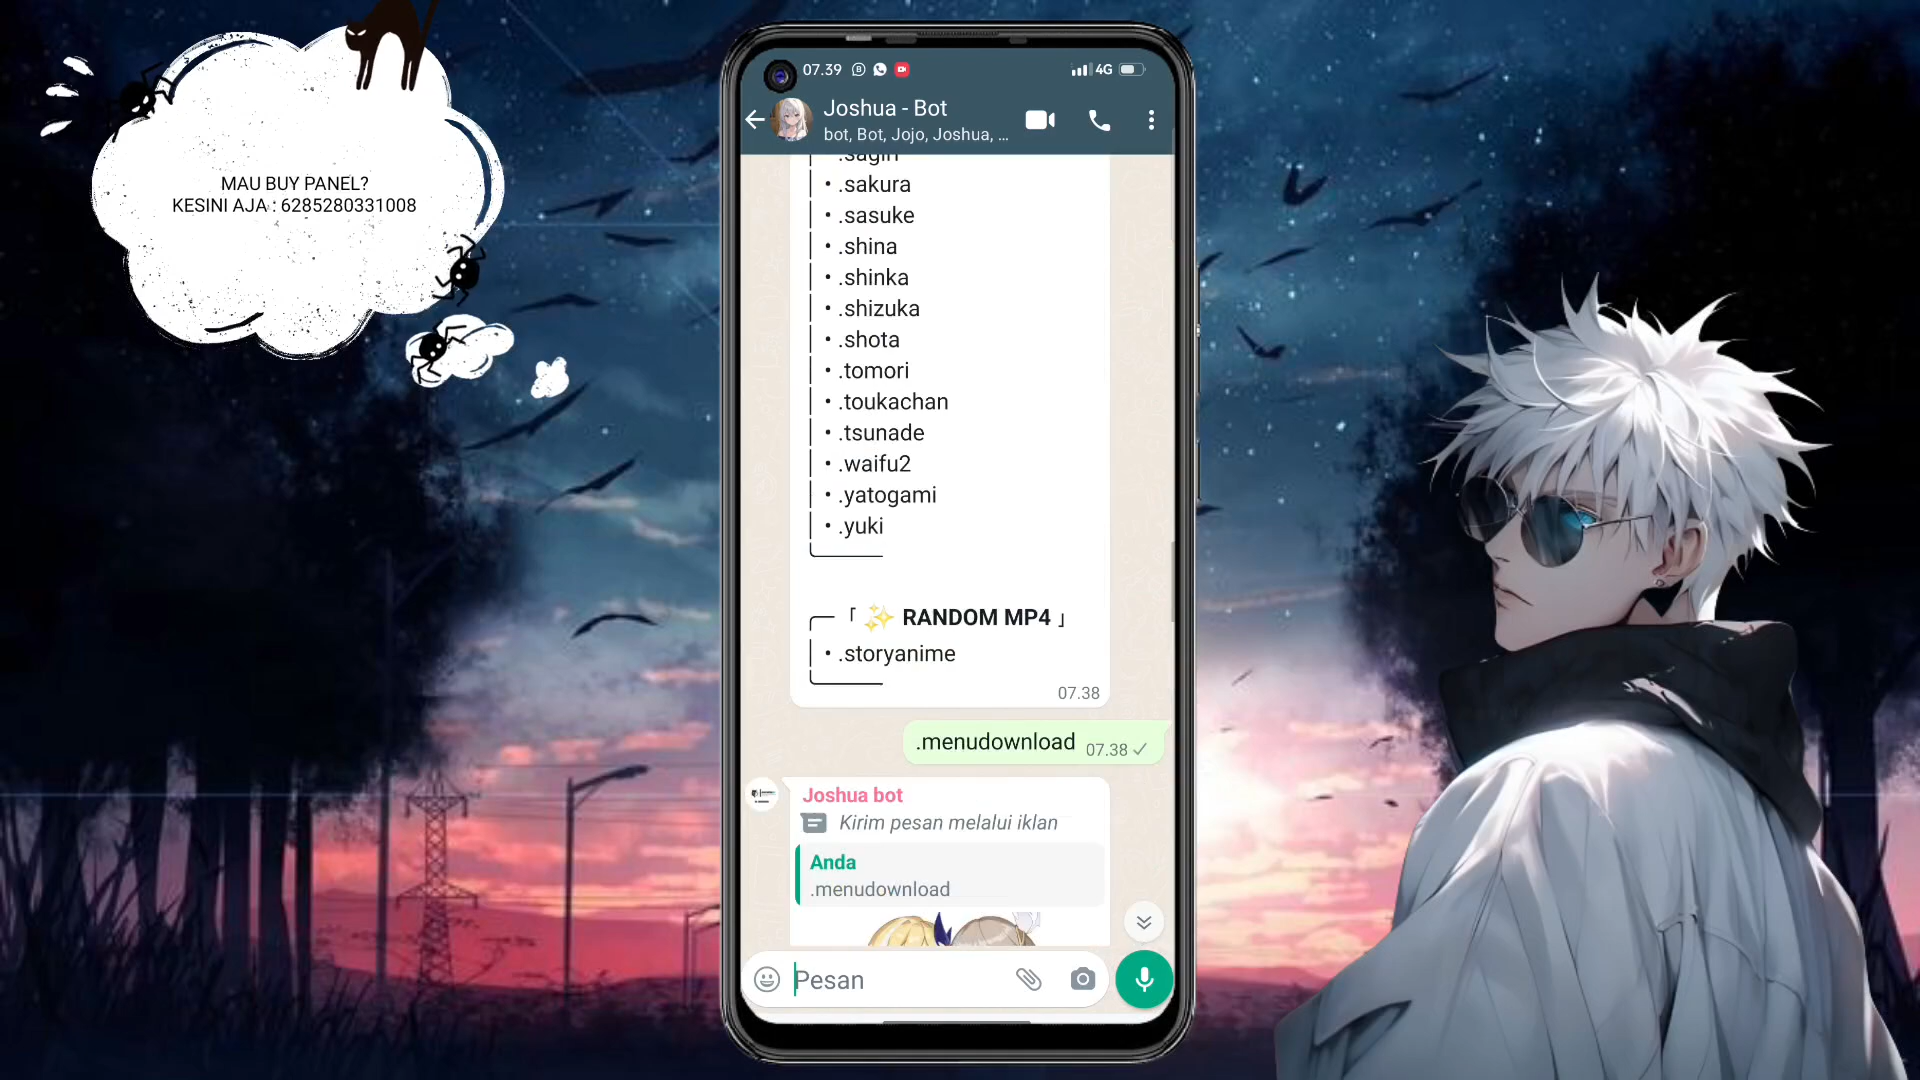 MAU BUY PANEL?
KESINI AJA : 6285280331008
07.39
4G
Joshua - Bot
bot, Bot, Jojo, Joshua, ...
• .sagiri
• .sakura
• .sasuke
• .shina
• .shinka
• .shizuka
• .shota
• .tomori
• .toukachan
• .tsunade
• .waifu2
• .yatogami
• .yuki
「 ✨ RANDOM MP4 」
• .storyanime
07.38
.menudownload 07.38
Joshua bot
Kirim pesan melalui iklan
Anda
.menudownload
Pesan